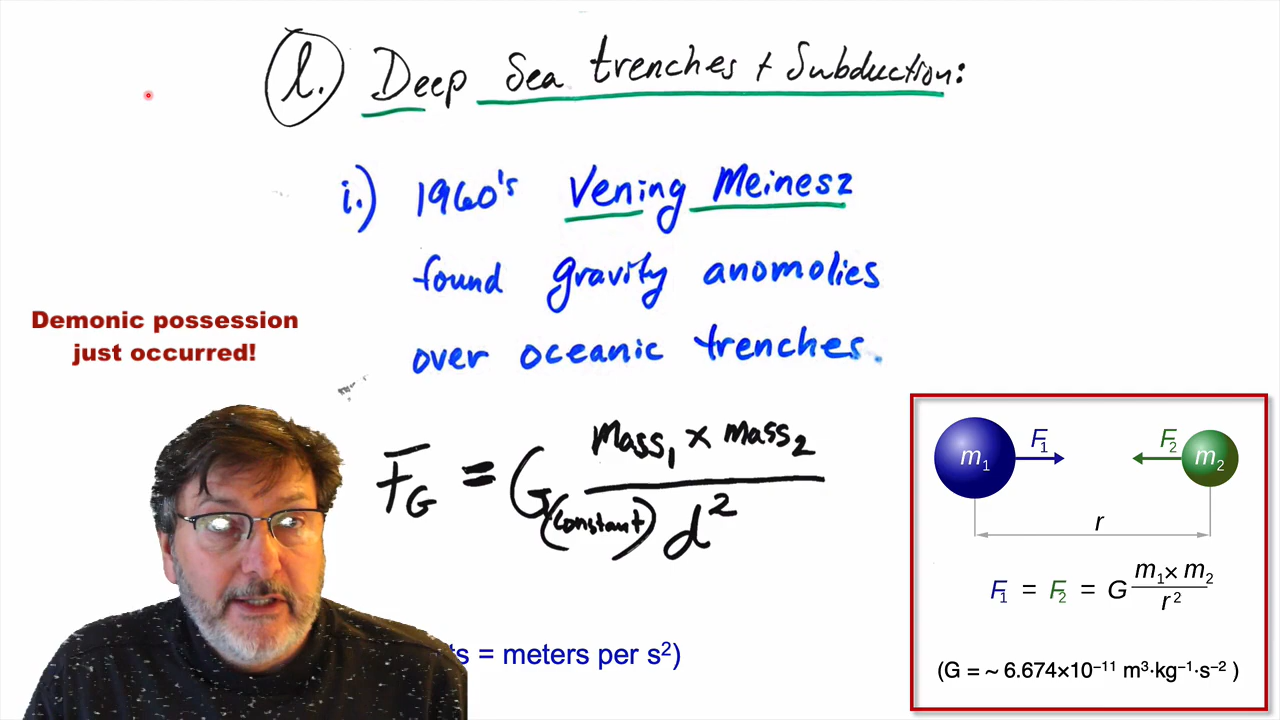 l. Deep Sea trenches + Subduction:
i.) 1960's Vening Meinesz
found gravity anomolies
over oceanic trenches.
Demonic possession
just occurred!
F_G = G (constant) mass₁ x mass₂ / d²
ts = meters per s²)
m₁ F₁ F₂ m₂
r
F₁ = F₂ = G m₁ × m₂ / r²
(G = ~ 6.674×10⁻¹¹ m³·kg⁻¹·s⁻² )